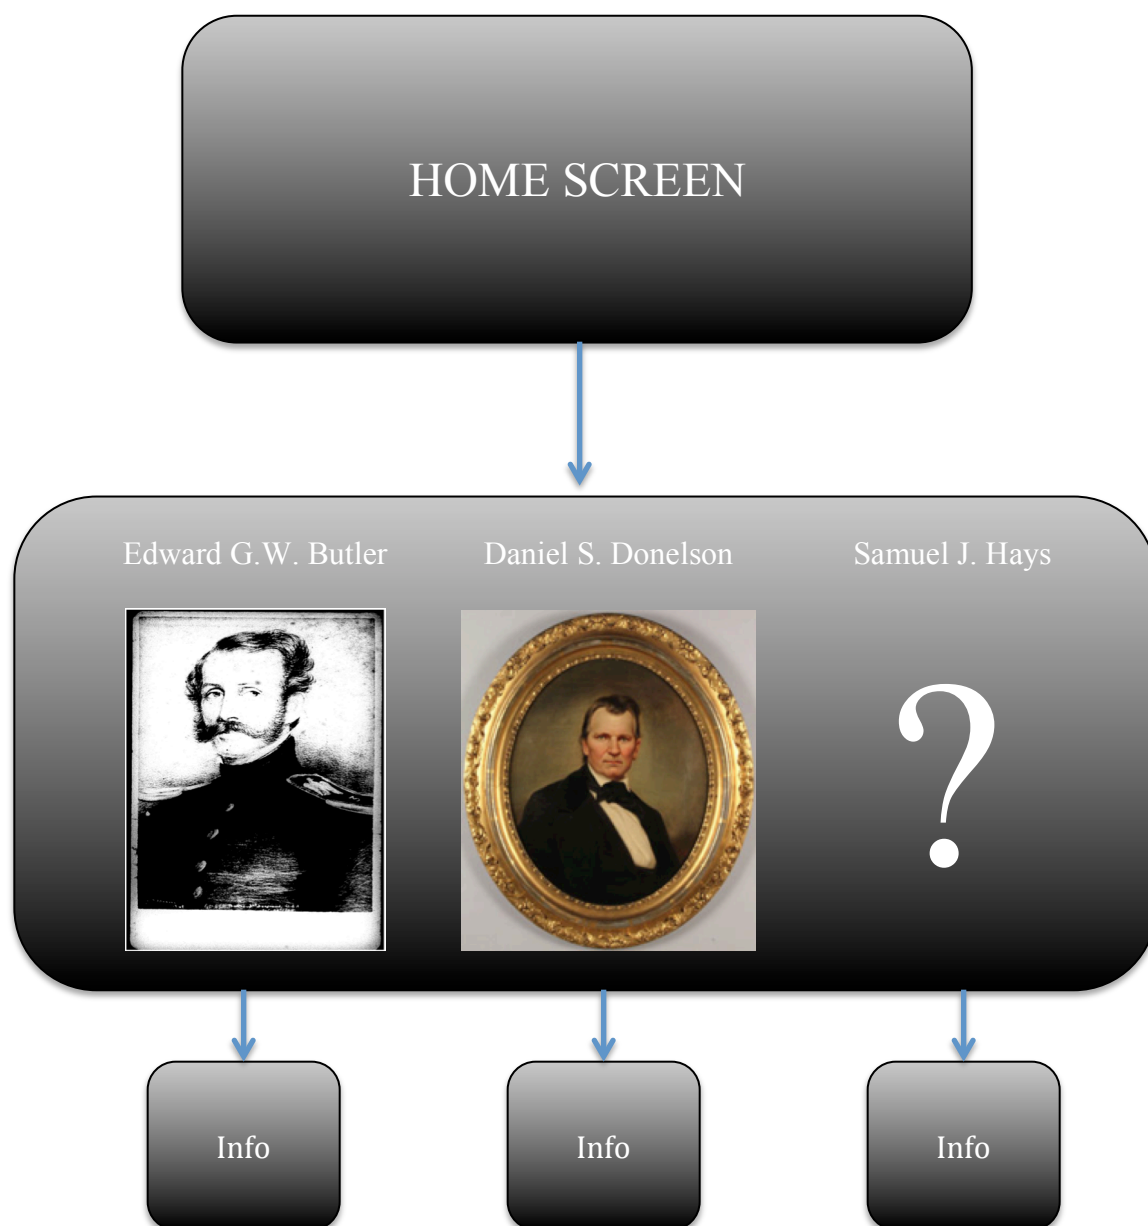 HOME SCREEN
Edward G.W. Butler
Daniel S. Donelson
Samuel J. Hays
?
Info
Info
Info